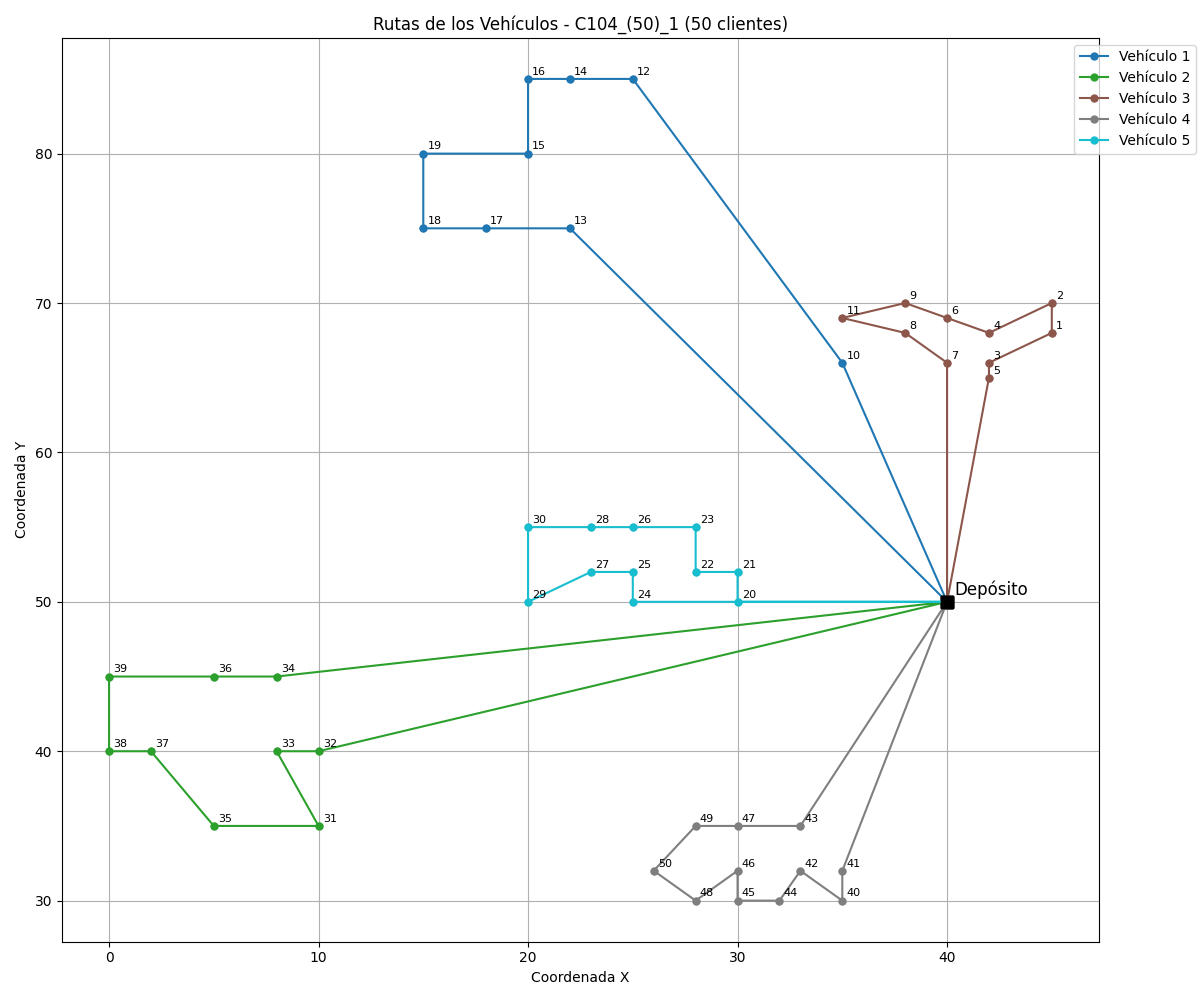 Rutas de los Vehículos - C104_(50)_1 (50 clientes)
Vehículo 1
Vehículo 2
Vehículo 3
Vehículo 4
Vehículo 5
16 14 12
19 15
18 17 13
9 2
11 6
8 4 1
10 7 3
5
30 28 26 23
27 25 22 21
29 24 20
Depósito
39 36 34
38 37 33 32
35 31
49 47 43
50 46 42 41
48 45 44 40
80
70
60
50
40
30
0 10 20 30 40
Coordenada X
Coordenada Y